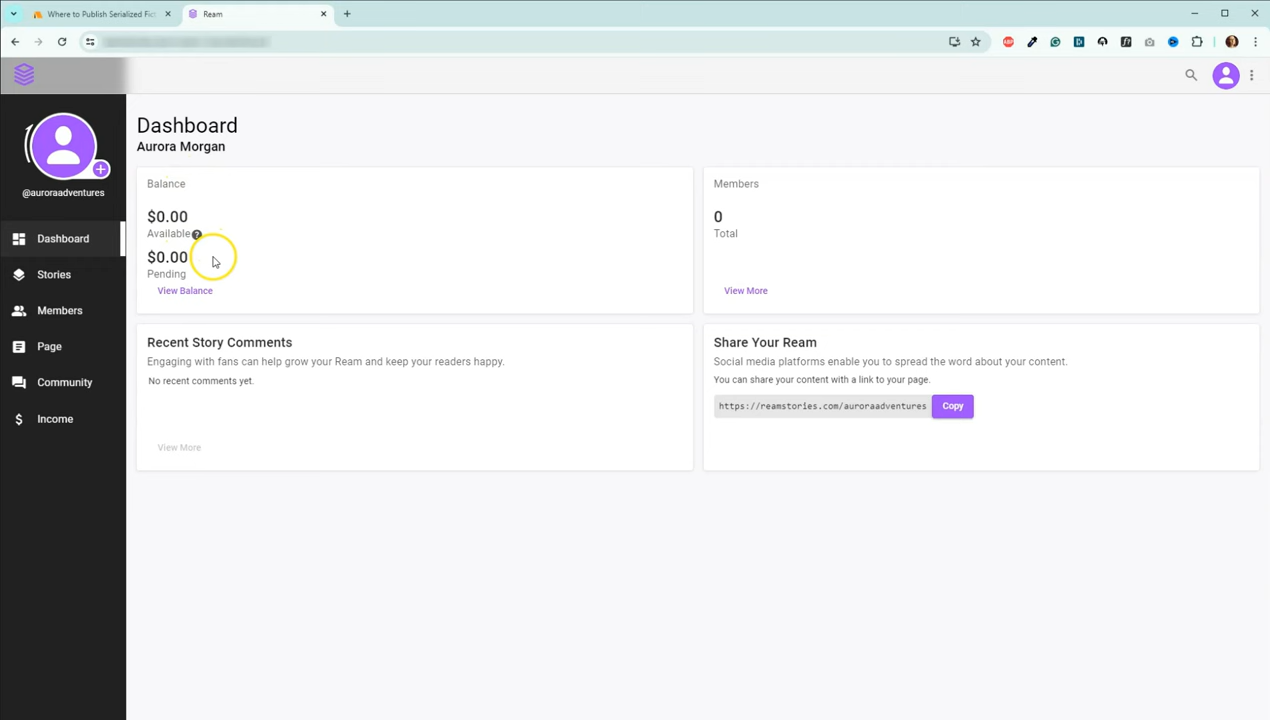 Where to Publish Serialized Fict
Ream
Dashboard
Aurora Morgan
@auroraadventures
Dashboard
Stories
Members
Page
Community
Income
Balance
$0.00
Available
$0.00
Pending
View Balance
Members
0
Total
View More
Recent Story Comments
Engaging with fans can help grow your Ream and keep your readers happy.
No recent comments yet.
View More
Share Your Ream
Social media platforms enable you to spread the word about your content.
You can share your content with a link to your page.
https://reamstories.com/auroraadventures Copy